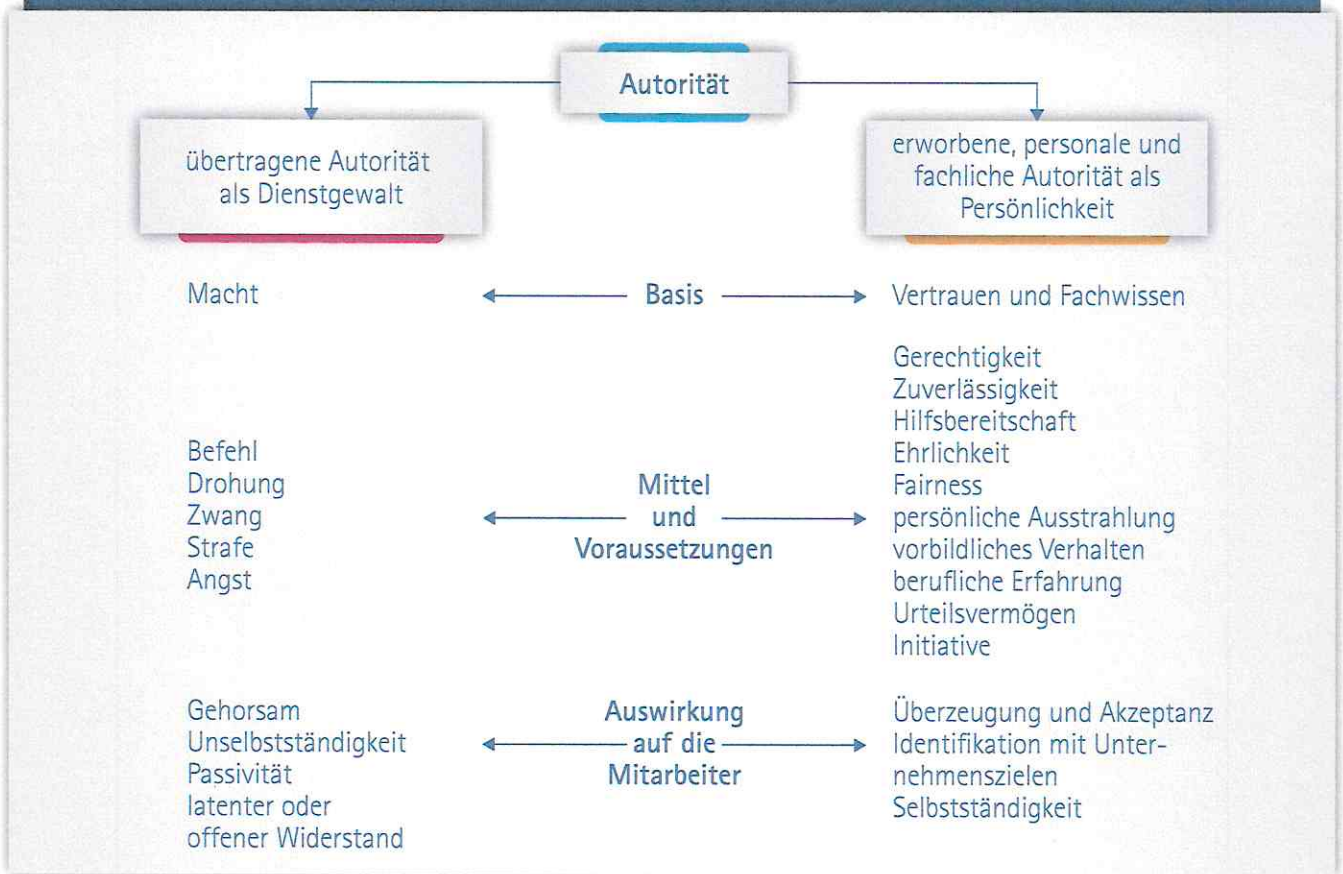 Autorität
übertragene Autorität
als Dienstgewalt
erworbene, personale und
fachliche Autorität als
Persönlichkeit
Macht
Basis
Vertrauen und Fachwissen
Befehl
Drohung
Zwang
Strafe
Angst
Mittel
und
Voraussetzungen
Gerechtigkeit
Zuverlässigkeit
Hilfsbereitschaft
Ehrlichkeit
Fairness
persönliche Ausstrahlung
vorbildliches Verhalten
berufliche Erfahrung
Urteilsvermögen
Initiative
Gehorsam
Unselbstständigkeit
Passivität
latenter oder
offener Widerstand
Auswirkung
auf die
Mitarbeiter
Überzeugung und Akzeptanz
Identifikation mit Unter-
nehmenszielen
Selbstständigkeit